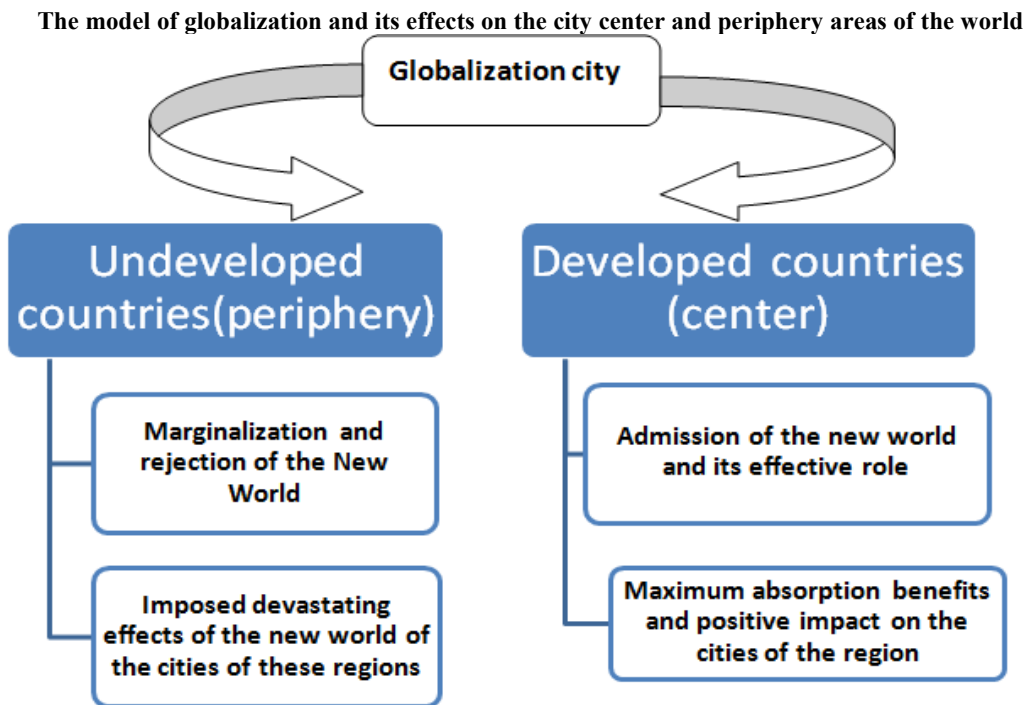 The model of globalization and its effects on the city center and periphery areas of the world
Globalization city
Undeveloped
countries(periphery)
Marginalization and
rejection of the New
World
Imposed devastating
effects of the new world of
the cities of these regions
Developed countries
(center)
Admission of the new world
and its effective role
Maximum absorption benefits
and positive impact on the
cities of the region